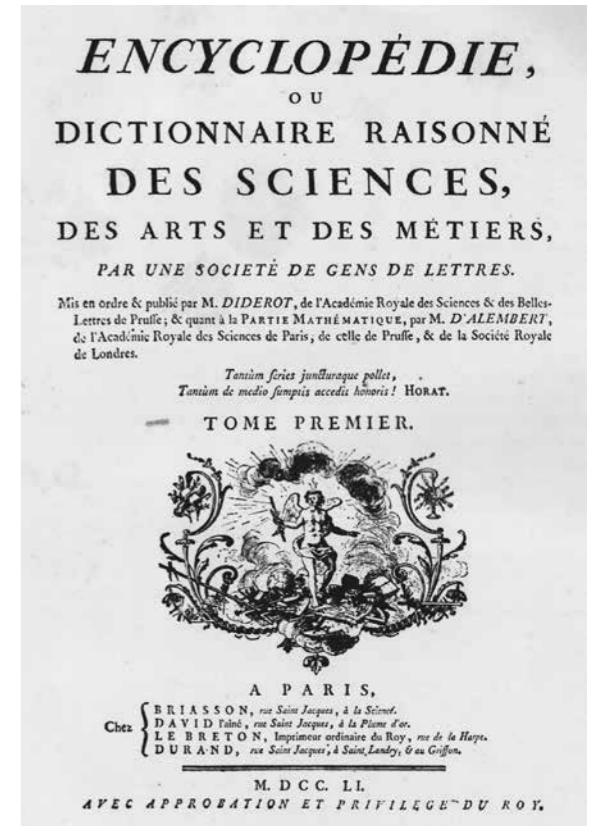 ENCYCLOPÉDIE,
OU
DICTIONNAIRE RAISONNÉ
DES SCIENCES,
DES ARTS ET DES MÉTIERS,
PAR UNE SOCIETÉ DE GENS DE LETTRES.
Mis en ordre & publié par M. DIDEROT, de l'Académie Royale des Sciences & des Belles-
Lettres de Prusse; & quant à la PARTIE MATHÉMATIQUE, par M. D'ALEMBERT,
de l'Académie Royale des Sciences de Paris, de celle de Prusse, & de la Société Royale
de Londres.
Tantùm series juncturaque pollet,
Tantùm de medio sumptis accedit honoris! HORAT.
TOME PREMIER.
A PARIS,
Chez
BRIASSON, rue Saint Jacques, à la Science.
DAVID l'aîné, rue Saint Jacques, à la Plume d'or.
LE BRETON, Imprimeur ordinaire du Roy, rue de la Harpe.
DURAND, rue Saint Jacques, à Saint Landry, & au Griffon.
M. DCC. LI.
AVEC APPROBATION ET PRIVILEGE DU ROY.